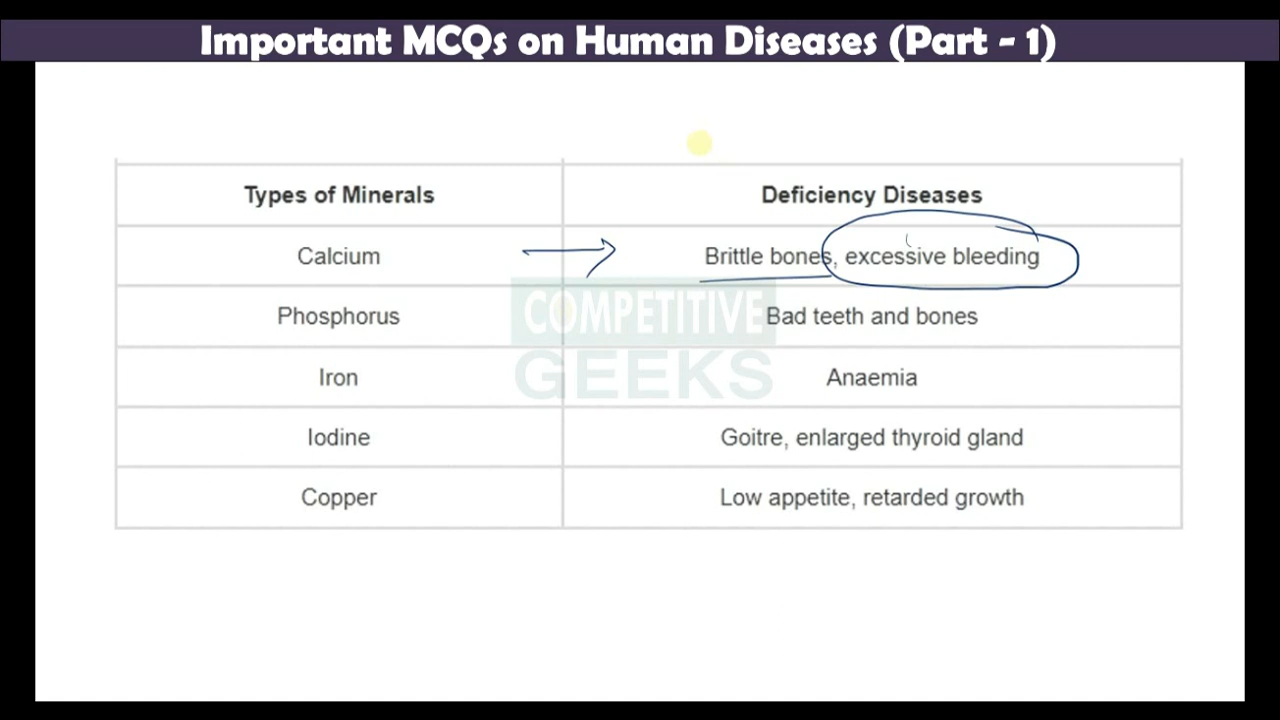 Important MCQs on Human Diseases (Part - 1)
Types of Minerals Deficiency Diseases
Calcium Brittle bones, excessive bleeding
Phosphorus Bad teeth and bones
Iron Anaemia
Iodine Goitre, enlarged thyroid gland
Copper Low appetite, retarded growth
COMPETITIVE
GEEKS